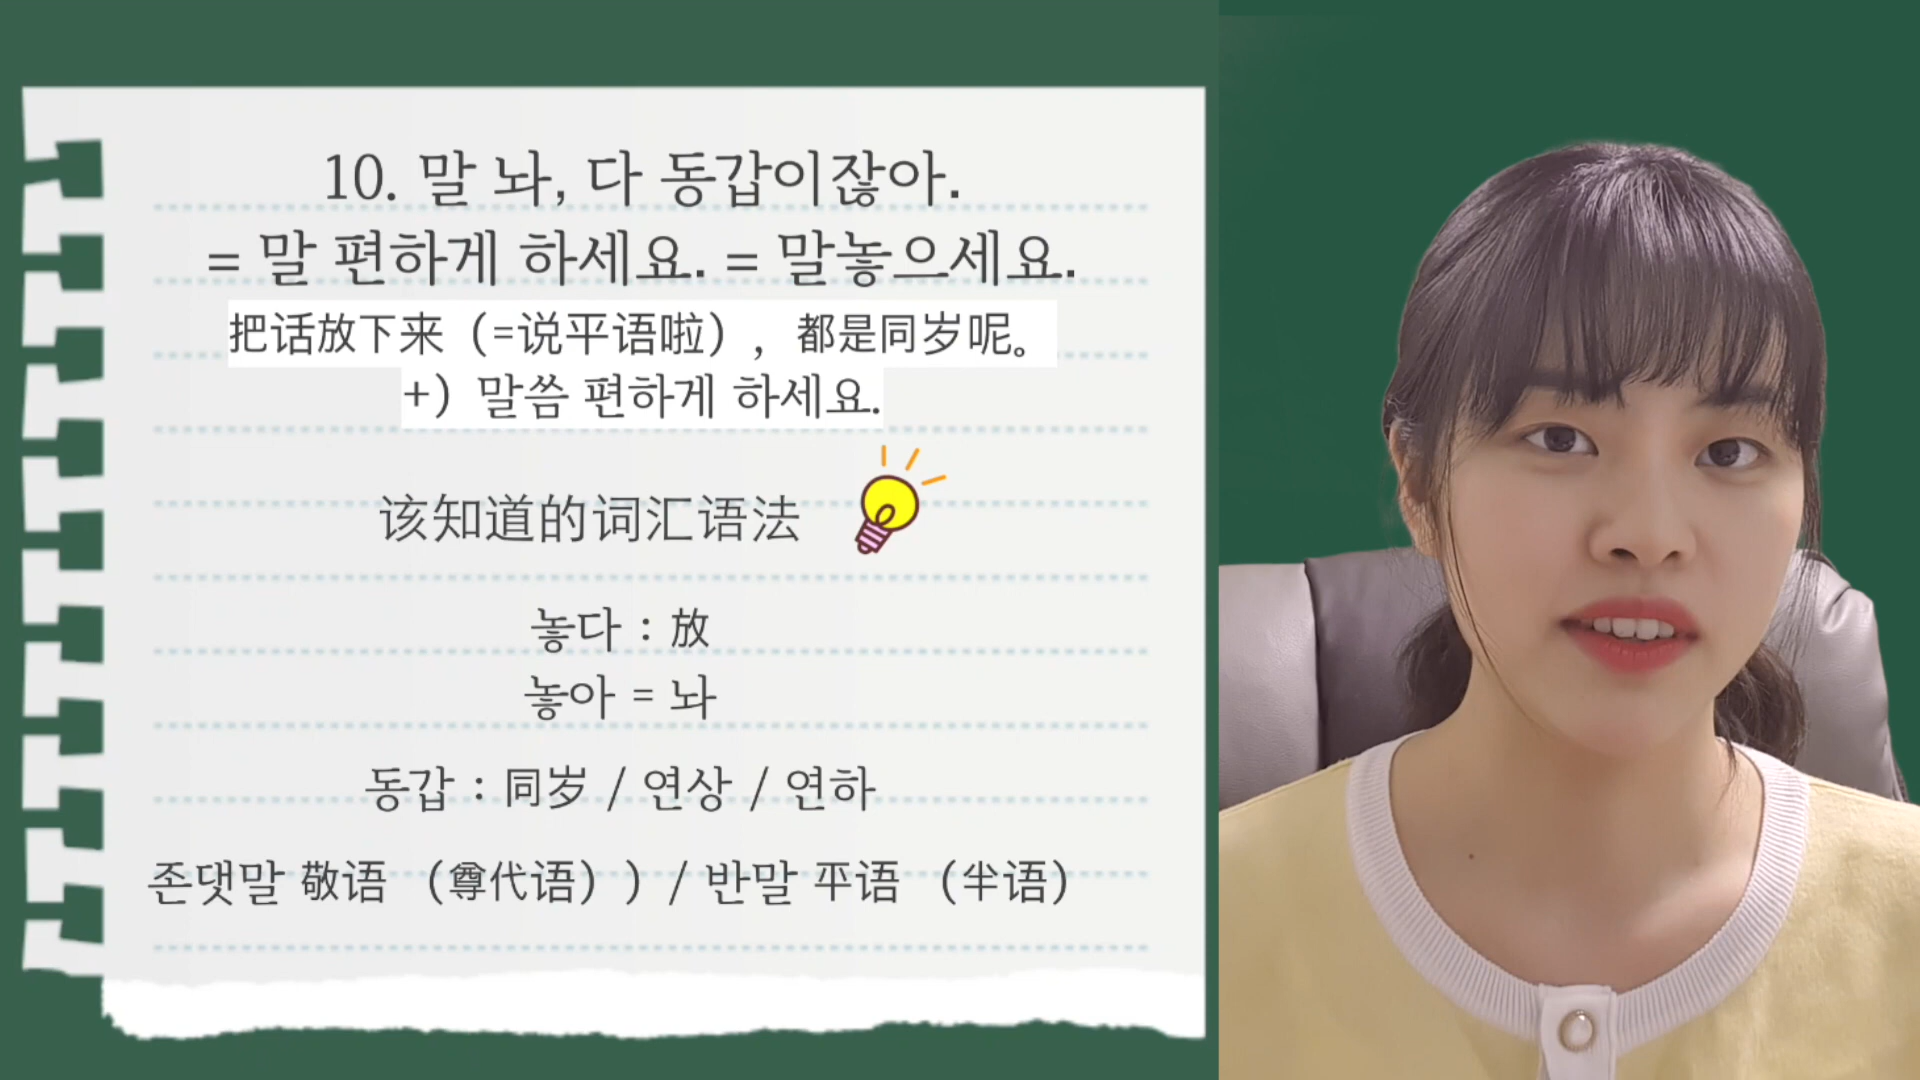 10. 말 놔, 다 동갑이잖아.
= 말 편하게 하세요. = 말놓으세요.
把话放下来（=说平语啦），都是同岁呢。
+）말씀 편하게 하세요.
该知道的词汇语法
놓다 : 放
놓아 = 놔
동갑 : 同岁 / 연상 / 연하
존댓말 敬语 （尊代语））/ 반말 平语 （半语）